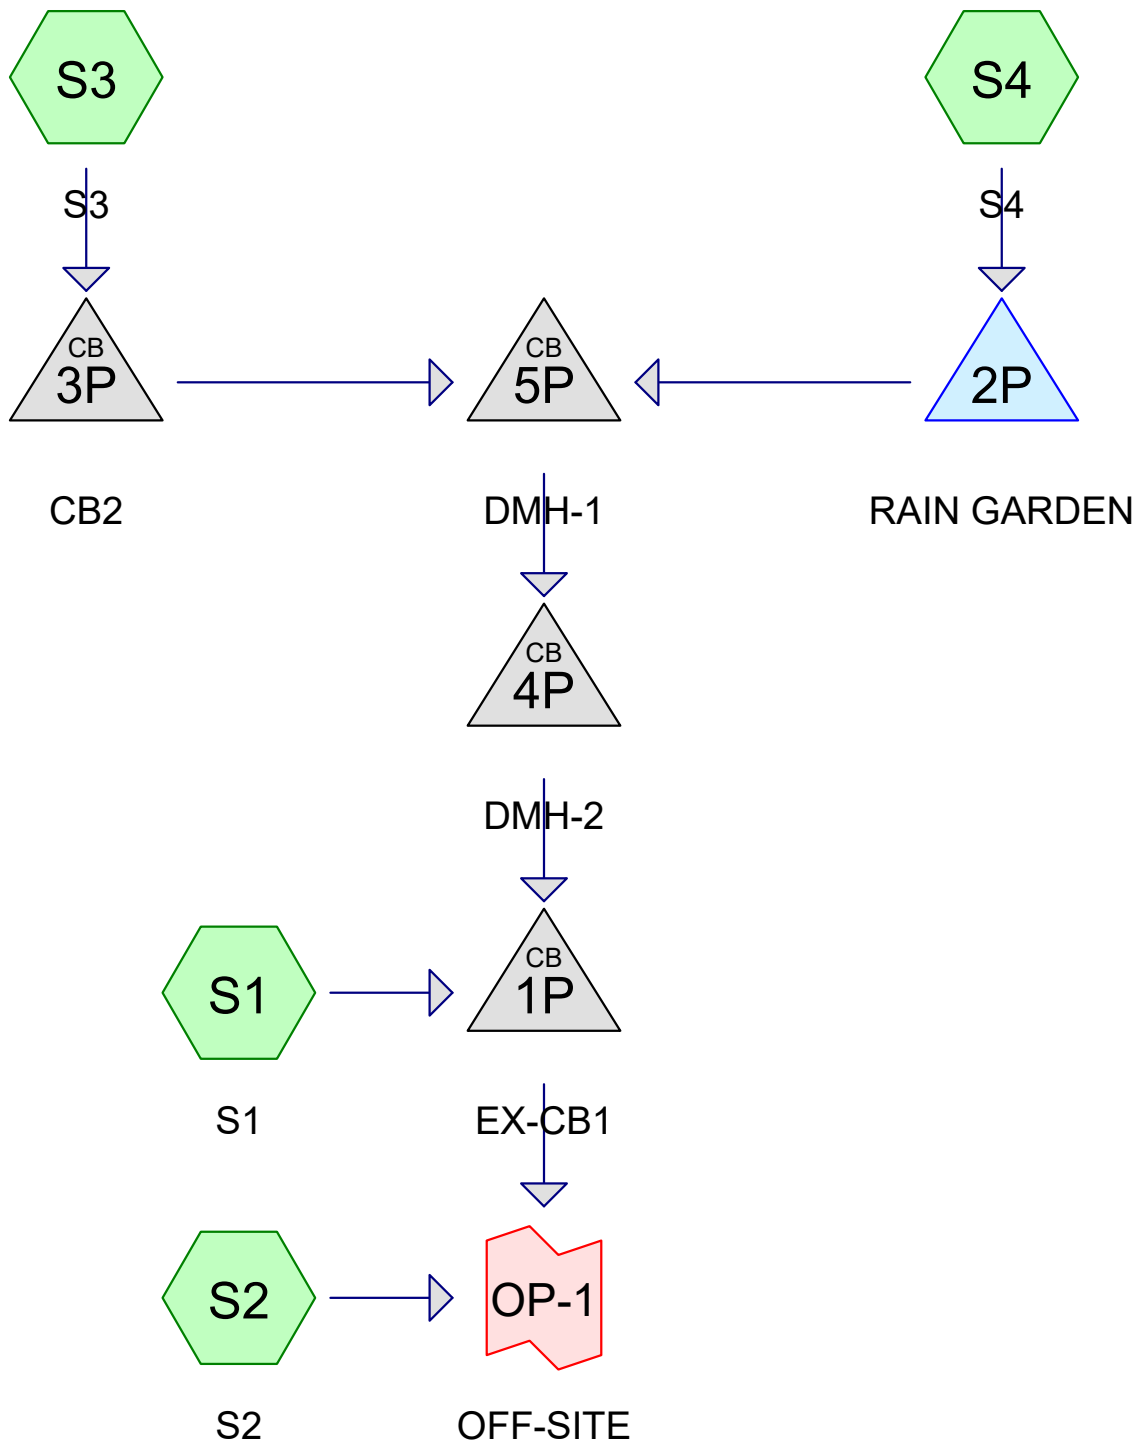 S3
S4
S3
S4
CB
3P
CB
5P
2P
CB2
DMH-1
RAIN GARDEN
CB
4P
DMH-2
S1
CB
1P
S1
EX-CB1
S2
OP-1
S2
OFF-SITE